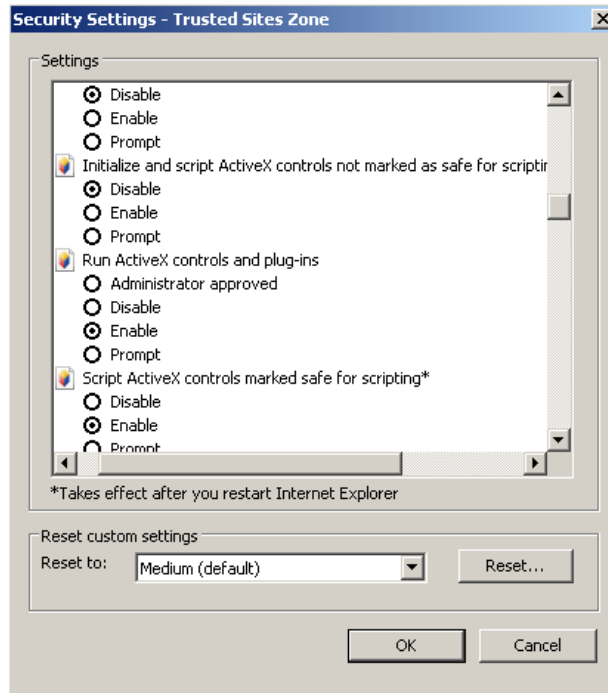 Security Settings - Trusted Sites Zone
Settings
Disable
Enable
Prompt
Initialize and script ActiveX controls not marked as safe for
Disable
Enable
Prompt
Run ActiveX controls and plug-ins
Administrator approved
Disable
Enable
Prompt
Script ActiveX controls marked safe for scripting*
Disable
Enable
Prompt
*Takes effect after you restart Internet Explorer
Reset custom settings
Reset to: Medium (default) Reset...
OK Cancel